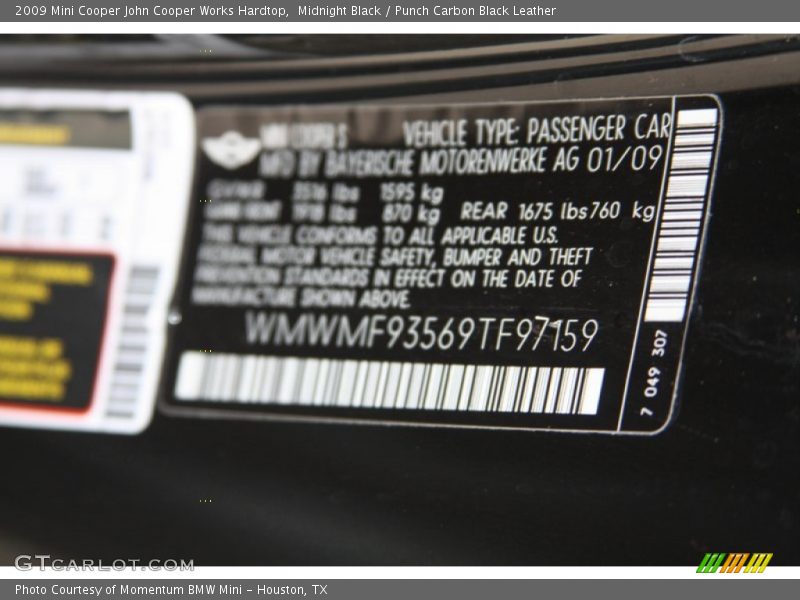 2009 Mini Cooper John Cooper Works Hardtop,  Midnight Black / Punch Carbon Black Leather
MINI COOPER S VEHICLE TYPE: PASSENGER CAR
MFD BY BAYERISCHE MOTORENWERKE AG 01/09
GVWR 3516 lbs 1595 kg
GAWR FRONT 1918 lbs 870 kg REAR 1675 lbs 760 kg
THIS VEHICLE CONFORMS TO ALL APPLICABLE U.S.
FEDERAL MOTOR VEHICLE SAFETY, BUMPER AND THEFT
PREVENTION STANDARDS IN EFFECT ON THE DATE OF
MANUFACTURE SHOWN ABOVE.
WMWMF93569TF97159
7 049 307
GTCARLOT.COM
Photo Courtesy of Momentum BMW Mini - Houston, TX